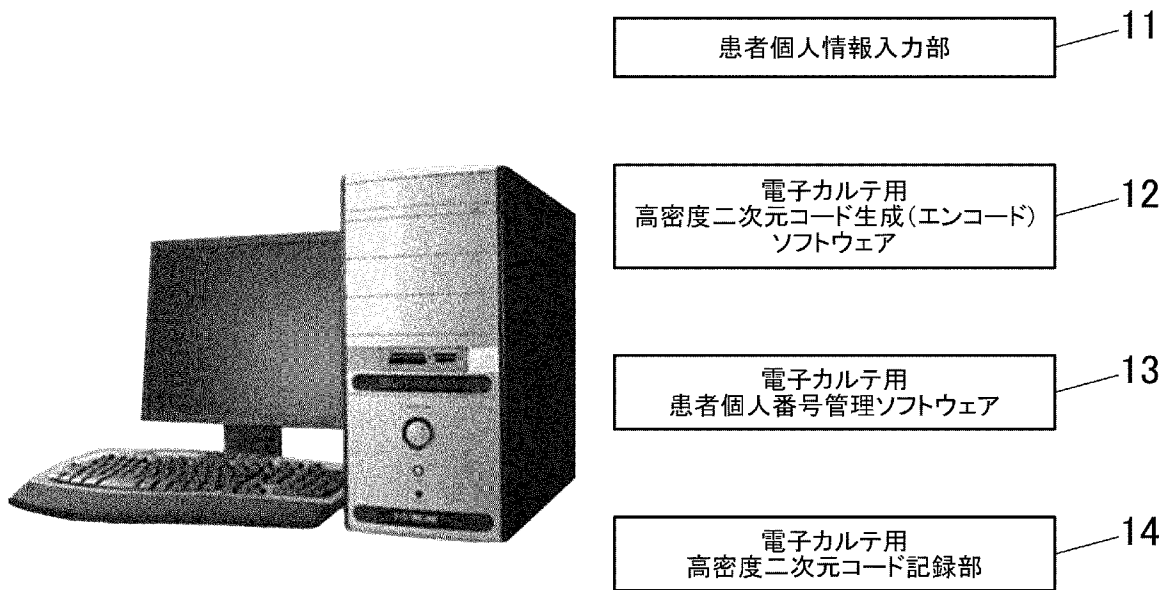 患者個人情報入力部
11
電子カルテ用
高密度二次元コード生成(エンコード)
ソフトウェア
12
電子カルテ用
患者個人番号管理ソフトウェア
13
電子カルテ用
高密度二次元コード記録部
14